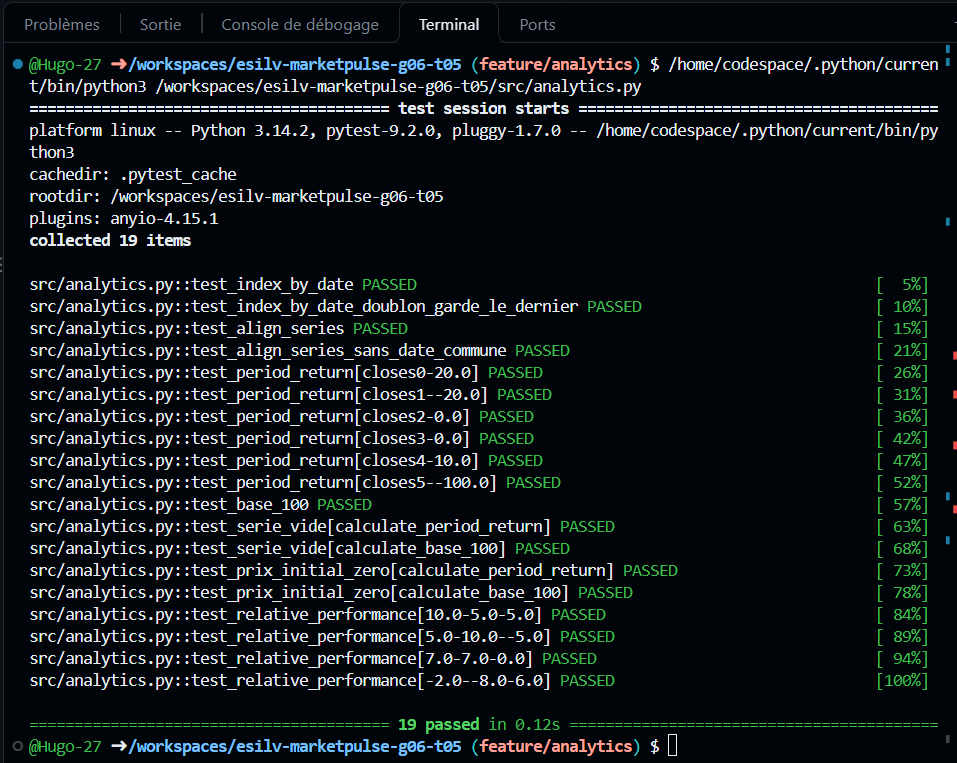 Problèmes Sortie Console de débogage Terminal Ports
@Hugo-27 ➜/workspaces/esilv-marketpulse-g06-t05 (feature/analytics) $ /home/codespace/.python/curren
t/bin/python3 /workspaces/esilv-marketpulse-g06-t05/src/analytics.py
======================================== test session starts ========================================
platform linux -- Python 3.14.2, pytest-9.2.0, pluggy-1.7.0 -- /home/codespace/.python/current/bin/py
thon3
cachedir: .pytest_cache
rootdir: /workspaces/esilv-marketpulse-g06-t05
plugins: anyio-4.15.1
collected 19 items
src/analytics.py::test_index_by_date PASSED [  5%]
src/analytics.py::test_index_by_date_doublon_garde_le_dernier PASSED [ 10%]
src/analytics.py::test_align_series PASSED [ 15%]
src/analytics.py::test_align_series_sans_date_commune PASSED [ 21%]
src/analytics.py::test_period_return[closes0-20.0] PASSED [ 26%]
src/analytics.py::test_period_return[closes1--20.0] PASSED [ 31%]
src/analytics.py::test_period_return[closes2-0.0] PASSED [ 36%]
src/analytics.py::test_period_return[closes3-0.0] PASSED [ 42%]
src/analytics.py::test_period_return[closes4-10.0] PASSED [ 47%]
src/analytics.py::test_period_return[closes5--100.0] PASSED [ 52%]
src/analytics.py::test_base_100 PASSED [ 57%]
src/analytics.py::test_serie_vide[calculate_period_return] PASSED [ 63%]
src/analytics.py::test_serie_vide[calculate_base_100] PASSED [ 68%]
src/analytics.py::test_prix_initial_zero[calculate_period_return] PASSED [ 73%]
src/analytics.py::test_prix_initial_zero[calculate_base_100] PASSED [ 78%]
src/analytics.py::test_relative_performance[10.0-5.0-5.0] PASSED [ 84%]
src/analytics.py::test_relative_performance[5.0-10.0--5.0] PASSED [ 89%]
src/analytics.py::test_relative_performance[7.0-7.0-0.0] PASSED [ 94%]
src/analytics.py::test_relative_performance[-2.0--8.0-6.0] PASSED [100%]
======================================== 19 passed in 0.12s =========================================
@Hugo-27 ➜/workspaces/esilv-marketpulse-g06-t05 (feature/analytics) $